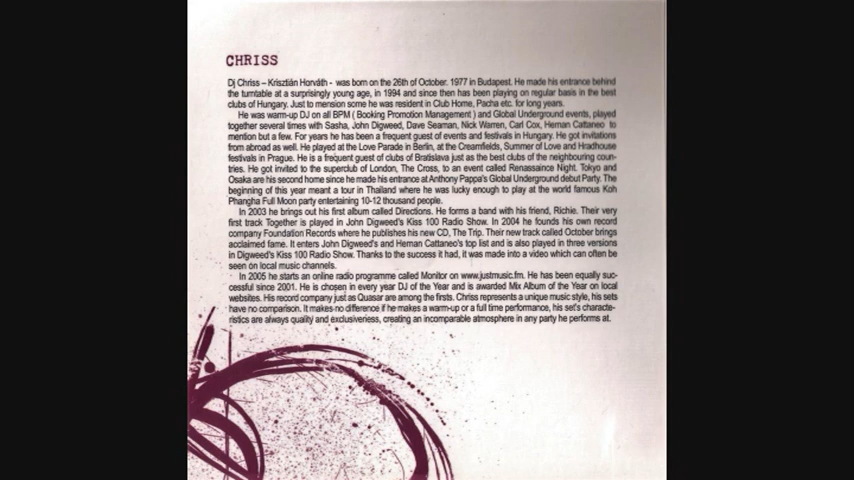 CHRISS
Dj Chriss – Krisztián Horváth - was born on the 26th of October. 1977 in Budapest. He made his entrance behind
the turntable at a surprisingly young age, in 1994 and since then has been playing on regular basis in the best
clubs of Hungary. Just to mension some he was resident in Club Home, Pacha etc. for long years.
He was warm-up DJ on all BPM ( Booking Promotion Management ) and Global Underground events, played
together several times with Sasha, John Digweed, Dave Seaman, Nick Warren, Carl Cox, Hernan Cattaneo to
mention but a few. For years he has been a frequent guest of events and festivals in Hungary. He got invitations
from abroad as well. He played at the Love Parade in Berlin, at the Creamfields, Summer of Love and Hradhouse
festivals in Prague. He is a frequent guest of clubs of Bratislava just as the best clubs of the neighbouring coun-
tries. He got invited to the superclub of London, The Cross, to an event called Renassaince Night. Tokyo and
Osaka are his second home since he made his entrance at Anthony Pappa's Global Underground debut Party. The
beginning of this year meant a tour in Thailand where he was lucky enough to play at the world famous Koh
Phangha Full Moon party entertaining 10-12 thousand people.
In 2003 he brings out his first album called Directions. He forms a band with his friend, Richie. Their very
first track Together is played in John Digweed's Kiss 100 Radio Show. In 2004 he founds his own record
company Foundation Records where he publishes his new CD, The Trip. Their new track called October brings
acclaimed fame. It enters John Digweed's and Hernan Cattaneo's top list and is also played in three versions
in Digweed's Kiss 100 Radio Show. Thanks to the success it had, it was made into a video which can often be
seen on local music channels.
In 2005 he starts an online radio programme called Monitor on www.justmusic.fm. He has been equally suc-
cessful since 2001. He is chosen in every year DJ of the Year and is awarded Mix Album of the Year on local
websites. His record company just as Quasar are among the firsts. Chriss represents a unique music style, his sets
have no comparison. It makes no difference if he makes a warm-up or a full time performance, his set's characte-
ristics are always quality and exclusiveriess, creating an incomparable atmosphere in any party he performs at.